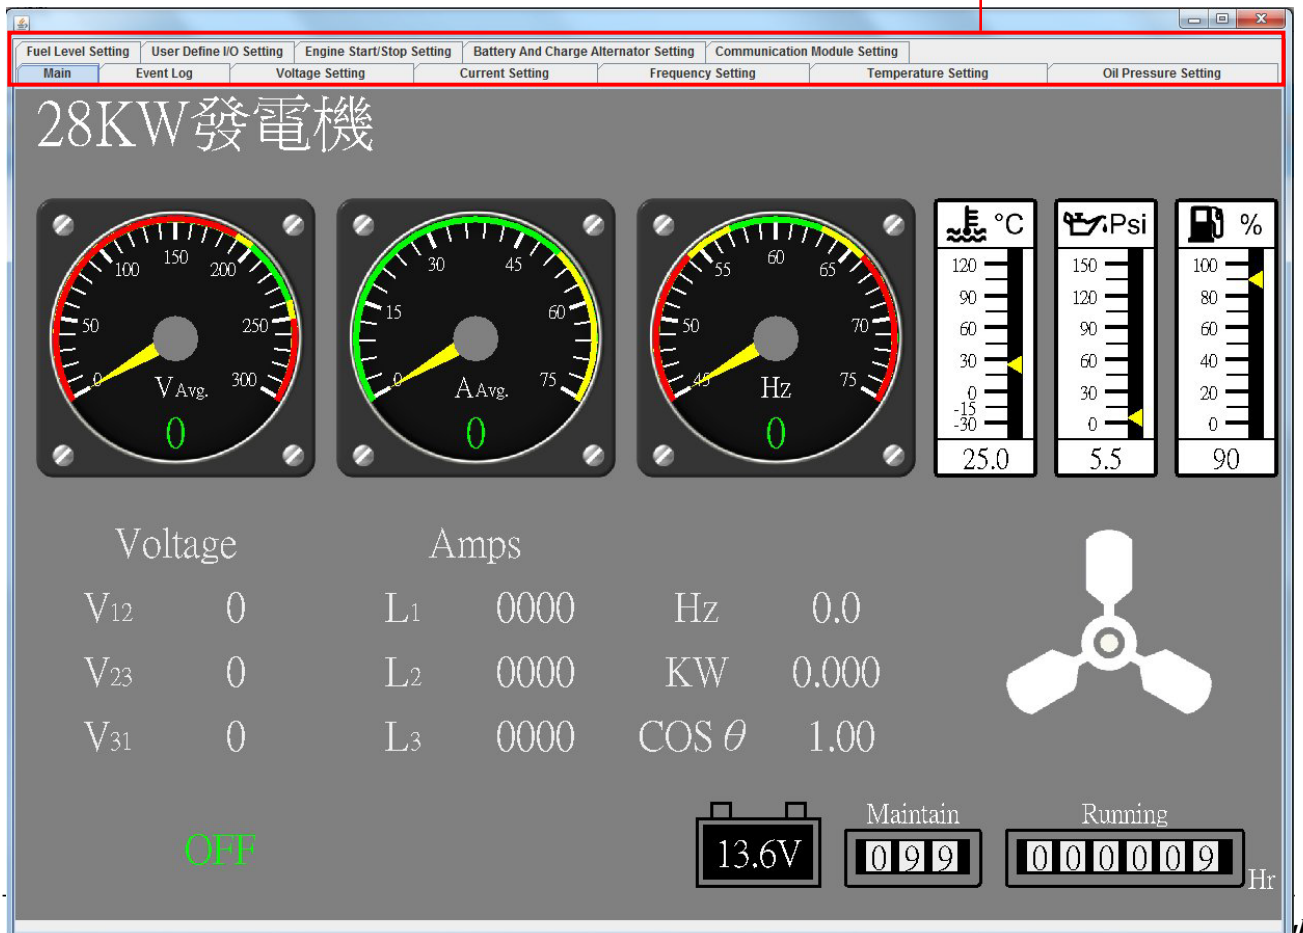 Fuel Level Setting User Define I/O Setting Engine Start/Stop Setting Battery And Charge Alternator Setting Communication Module Setting
Main Event Log Voltage Setting Current Setting Frequency Setting Temperature Setting Oil Pressure Setting
28KW發電機
0 50 100 150 200 250 300
V Avg.
0
0 15 30 45 60 75
A Avg.
0
45 50 55 60 65 70 75
Hz
0
°C
120
90
60
30
0
-15
-30
25.0
Psi
150
120
90
60
30
0
5.5
%
100
80
60
40
20
0
90
Voltage Amps
V12 0 L1 0000 Hz 0.0
V23 0 L2 0000 KW 0.000
V31 0 L3 0000 COS θ 1.00
Maintain Running
OFF 13.6V 099 000009 Hr